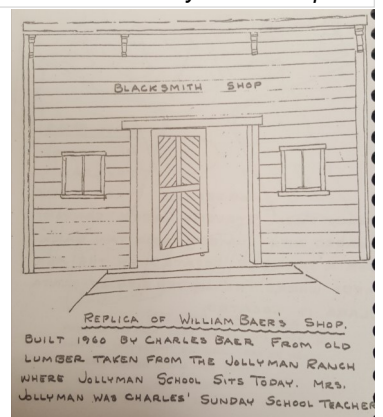 BLACKSMITH SHOP
REPLICA OF WILLIAM BAER'S SHOP.
BUILT 1960 BY CHARLES BAER FROM OLD
LUMBER TAKEN FROM THE JOLLYMAN RANCH
WHERE JOLLYMAN SCHOOL SITS TODAY. MRS.
JOLLYMAN WAS CHARLES' SUNDAY SCHOOL TEACHER